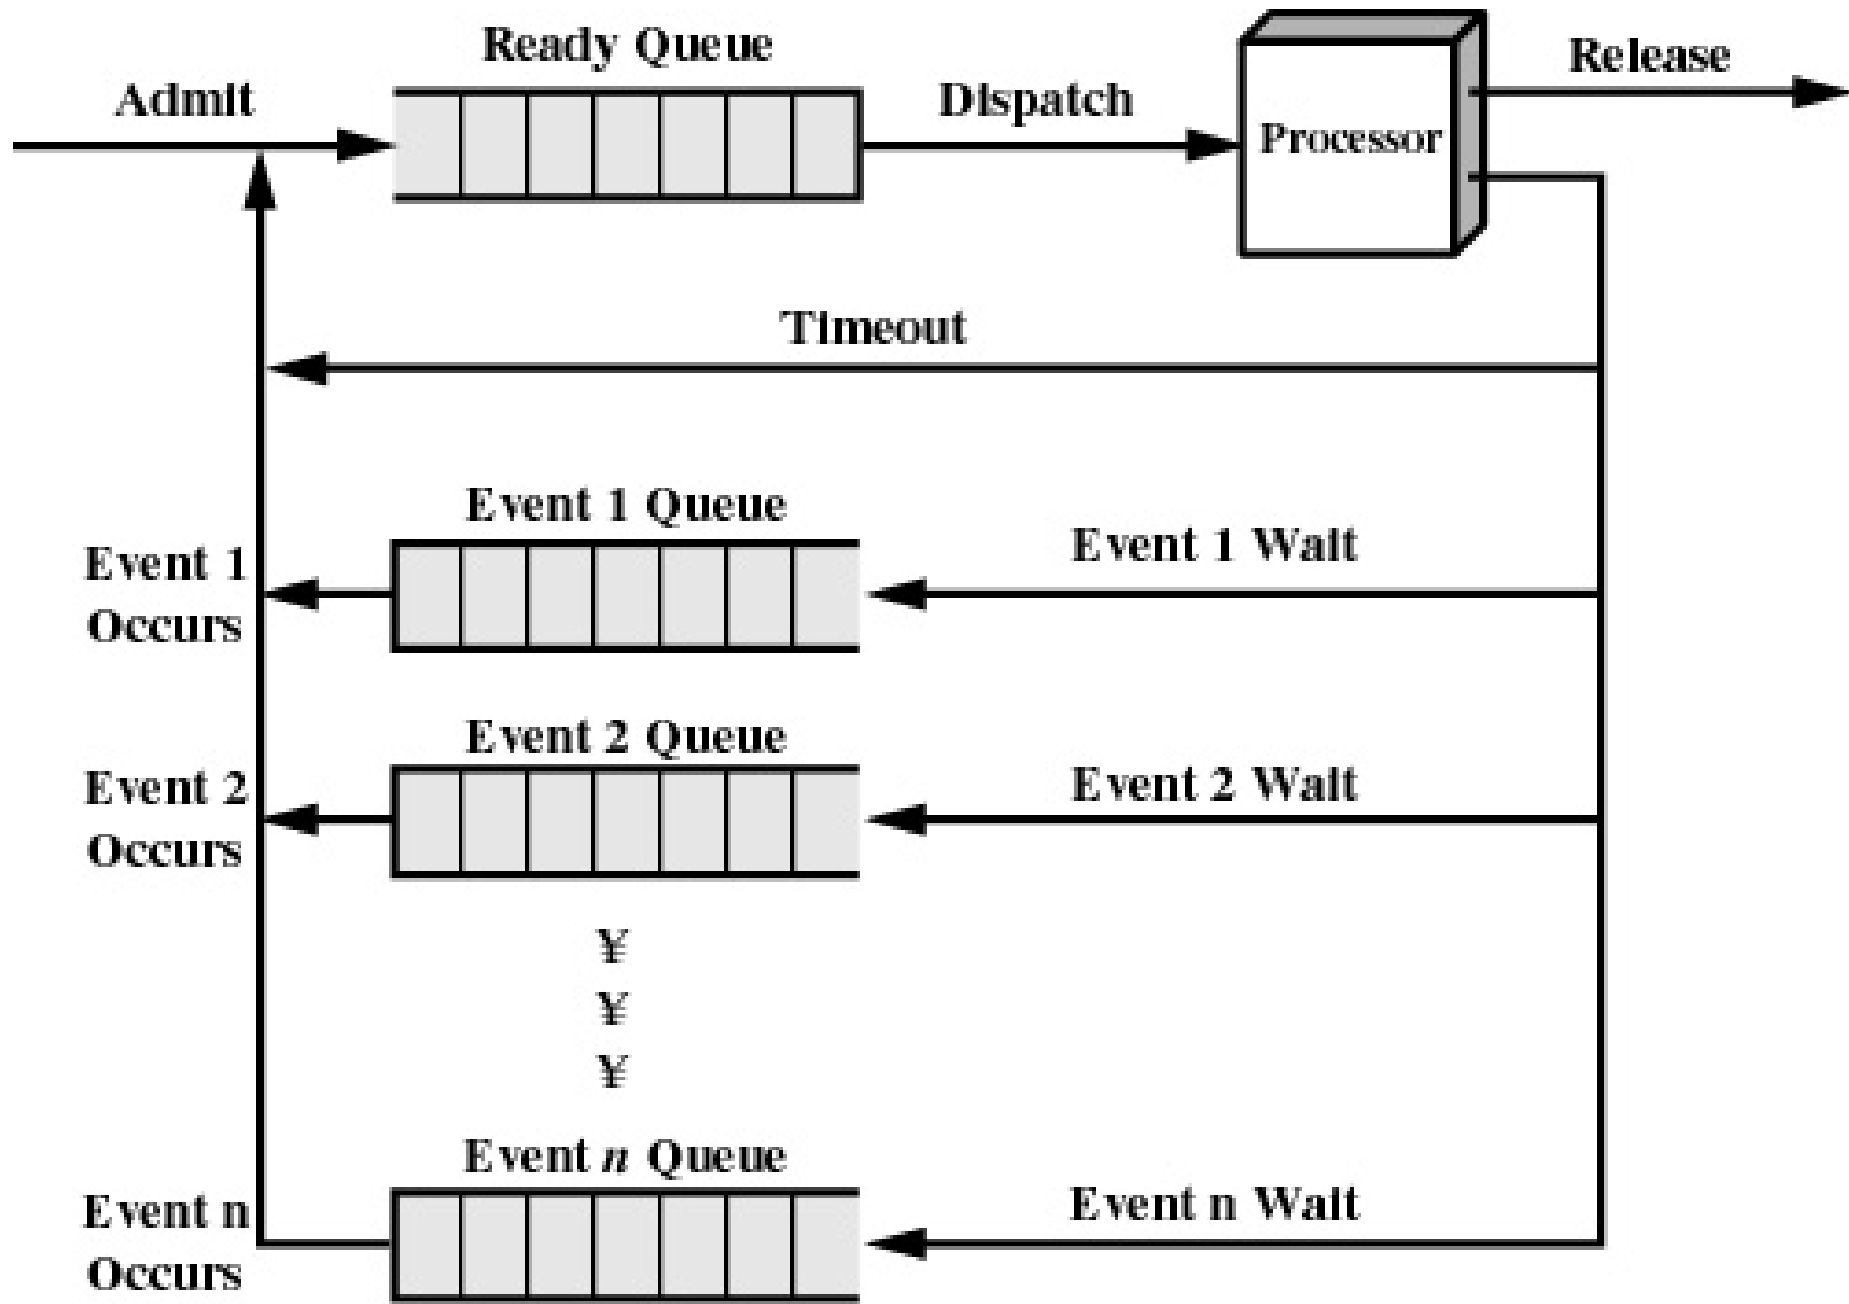 Ready Queue
Release
Admit
Dispatch
Processor
Timeout
Event 1 Queue
Event 1 Wait
Event 1
Occurs
Event 2 Queue
Event 2 Wait
Event 2
Occurs
¥
¥
¥
Event n Queue
Event n Wait
Event n
Occurs